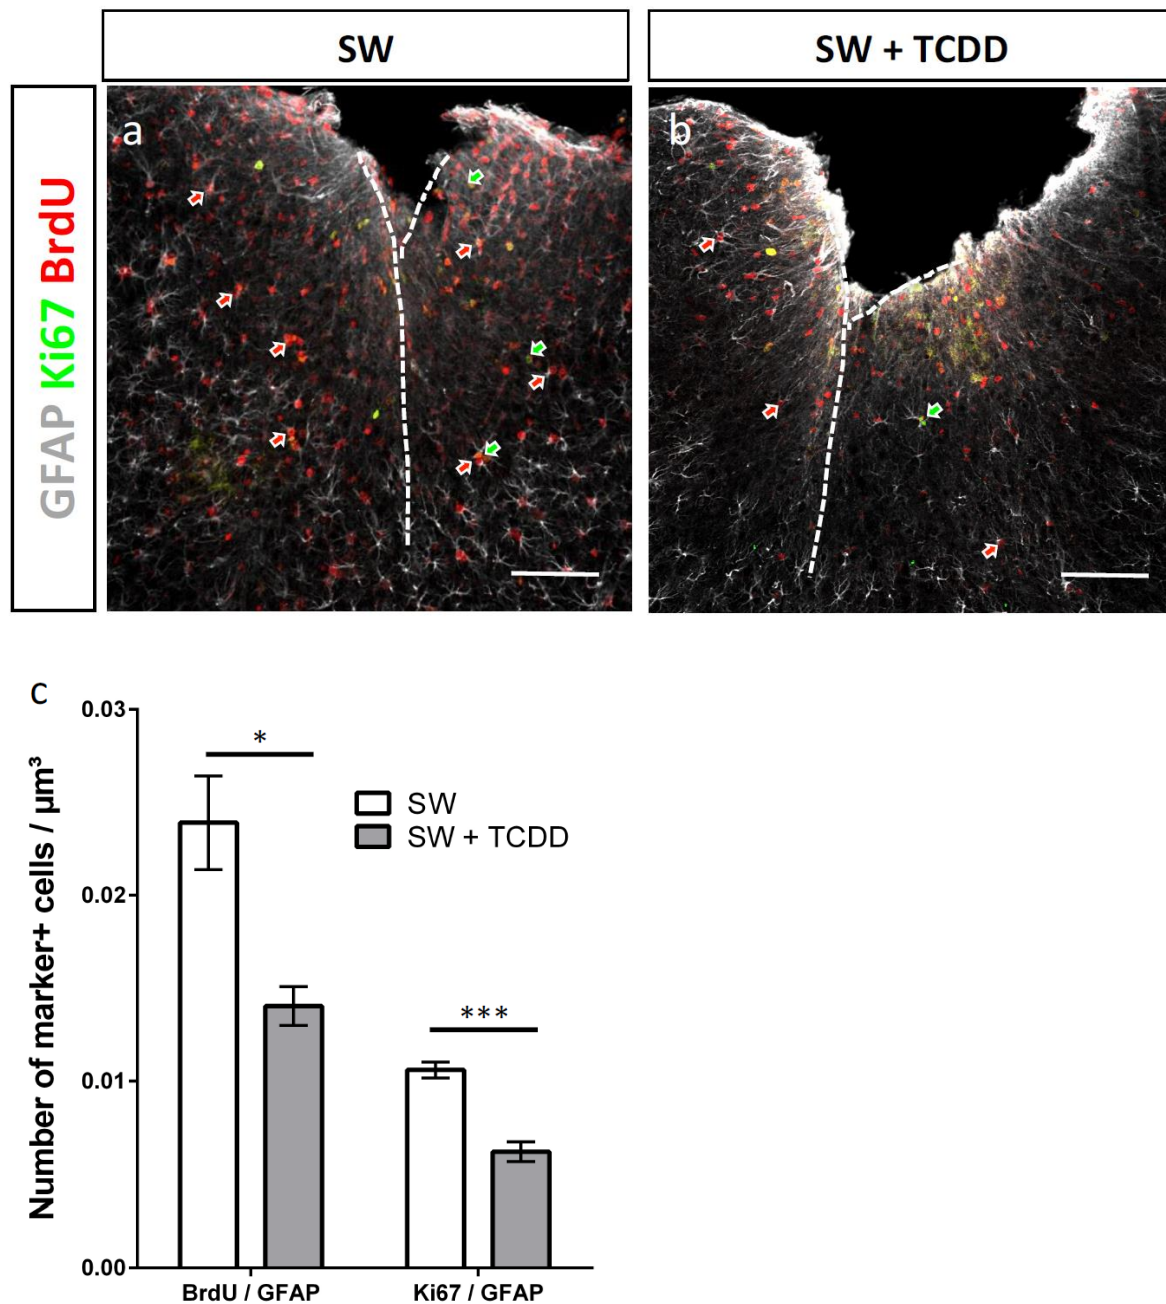 SW
SW + TCDD
GFAP Ki67 BrdU
a
b
c
Number of marker+ cells / µm³
0.03
0.02
0.01
0.00
*
***
SW
SW + TCDD
BrdU / GFAP
Ki67 / GFAP